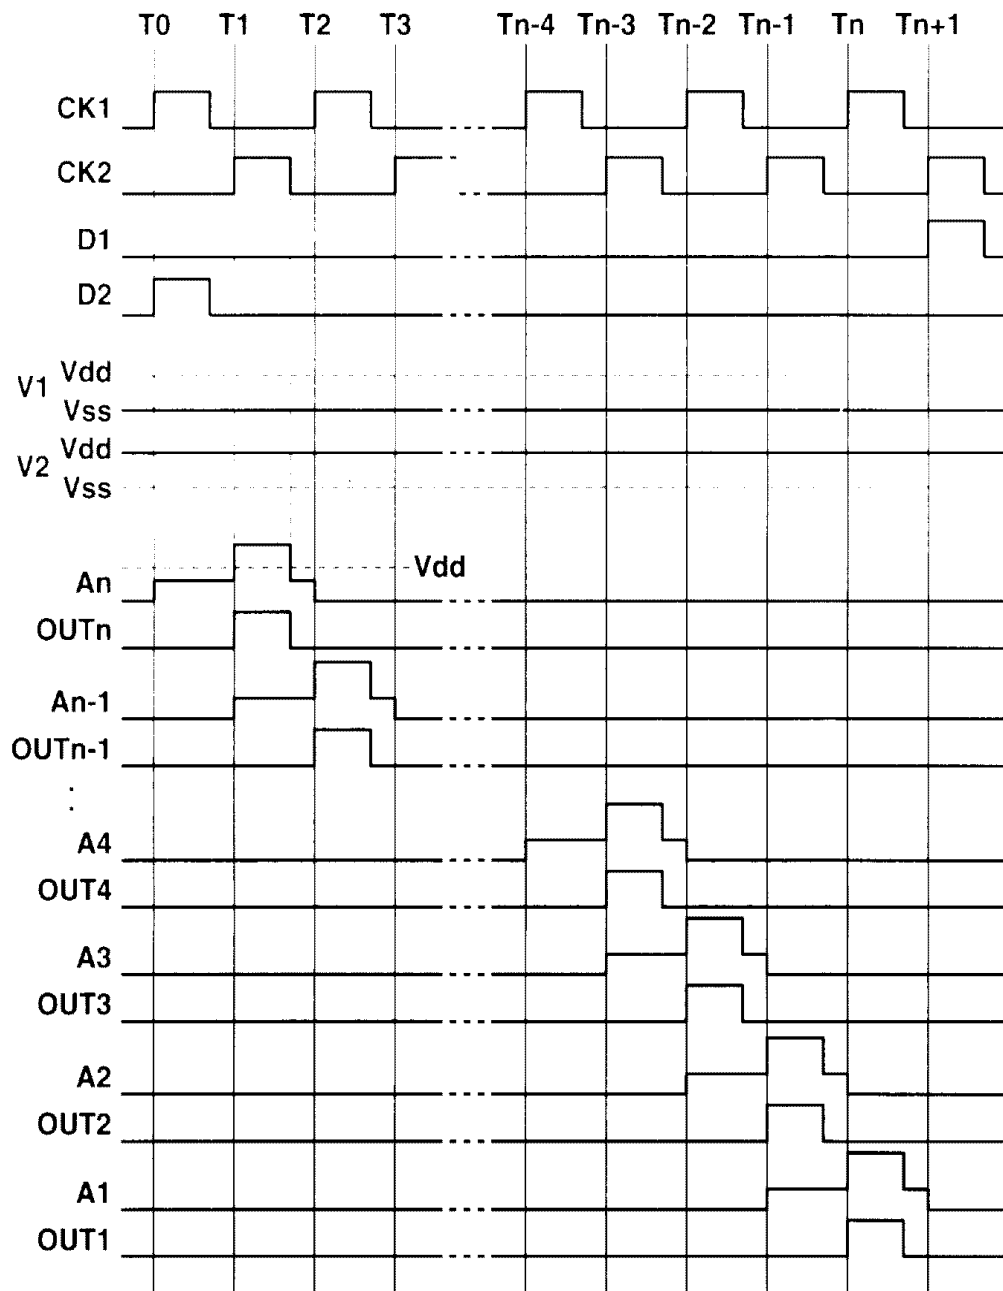 T0 T1 T2 T3 Tn-4 Tn-3 Tn-2 Tn-1 Tn Tn+1
CK1
CK2
D1
D2
V1 Vdd
Vss
V2 Vdd
Vss
An Vdd
OUTn
An-1
OUTn-1
:
A4
OUT4
A3
OUT3
A2
OUT2
A1
OUT1